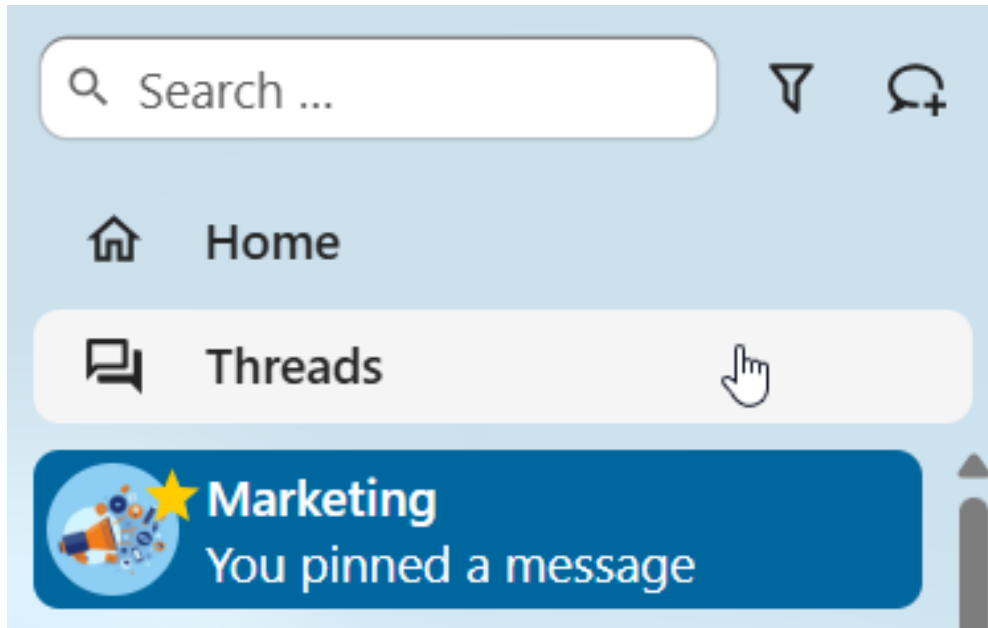 Search ...
Home
Threads
Marketing
You pinned a message